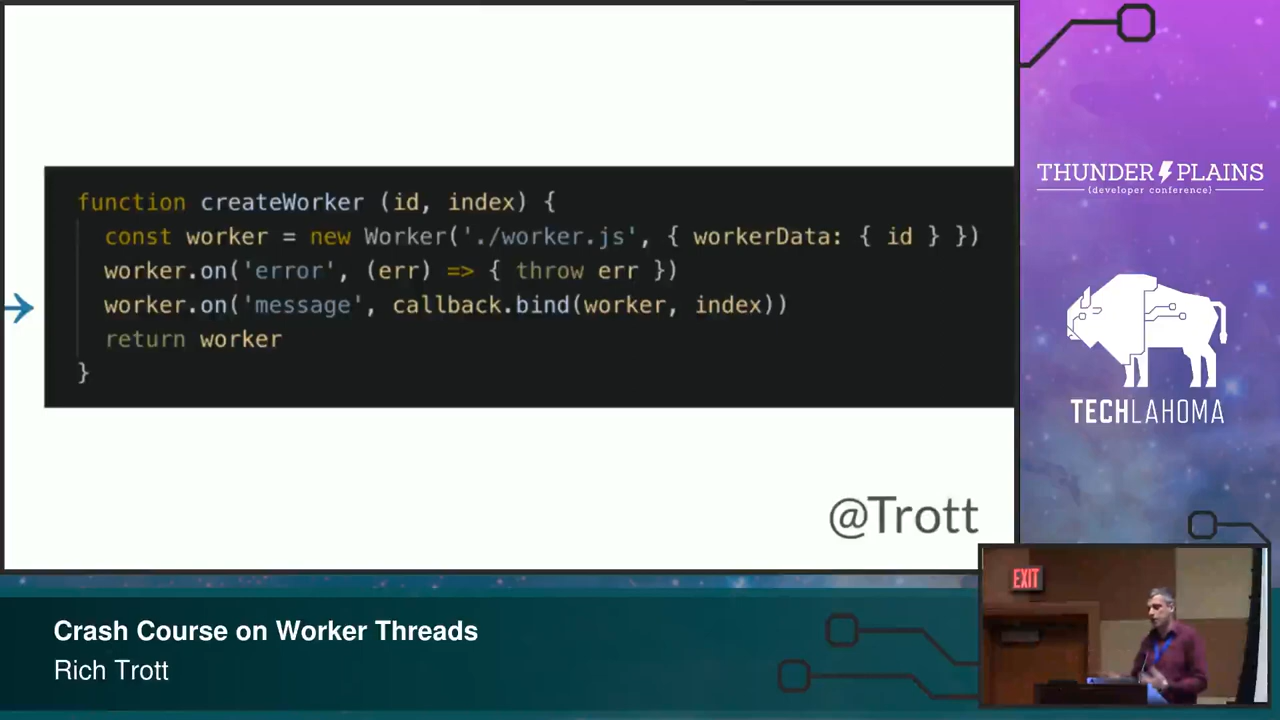 function createWorker (id, index) {
const worker = new Worker('./worker.js', { workerData: { id } })
worker.on('error', (err) => { throw err })
worker.on('message', callback.bind(worker, index))
return worker
}
@Trott
THUNDER PLAINS
{developer conference}
TECHLAHOMA
EXIT
Crash Course on Worker Threads
Rich Trott